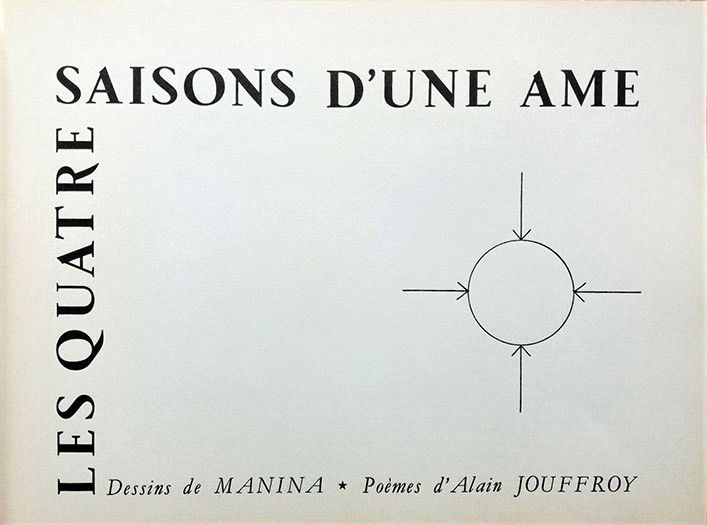 LES QUATRE
SAISONS D'UNE AME
Dessins de MANINA ★ Poèmes d'Alain JOUFFROY